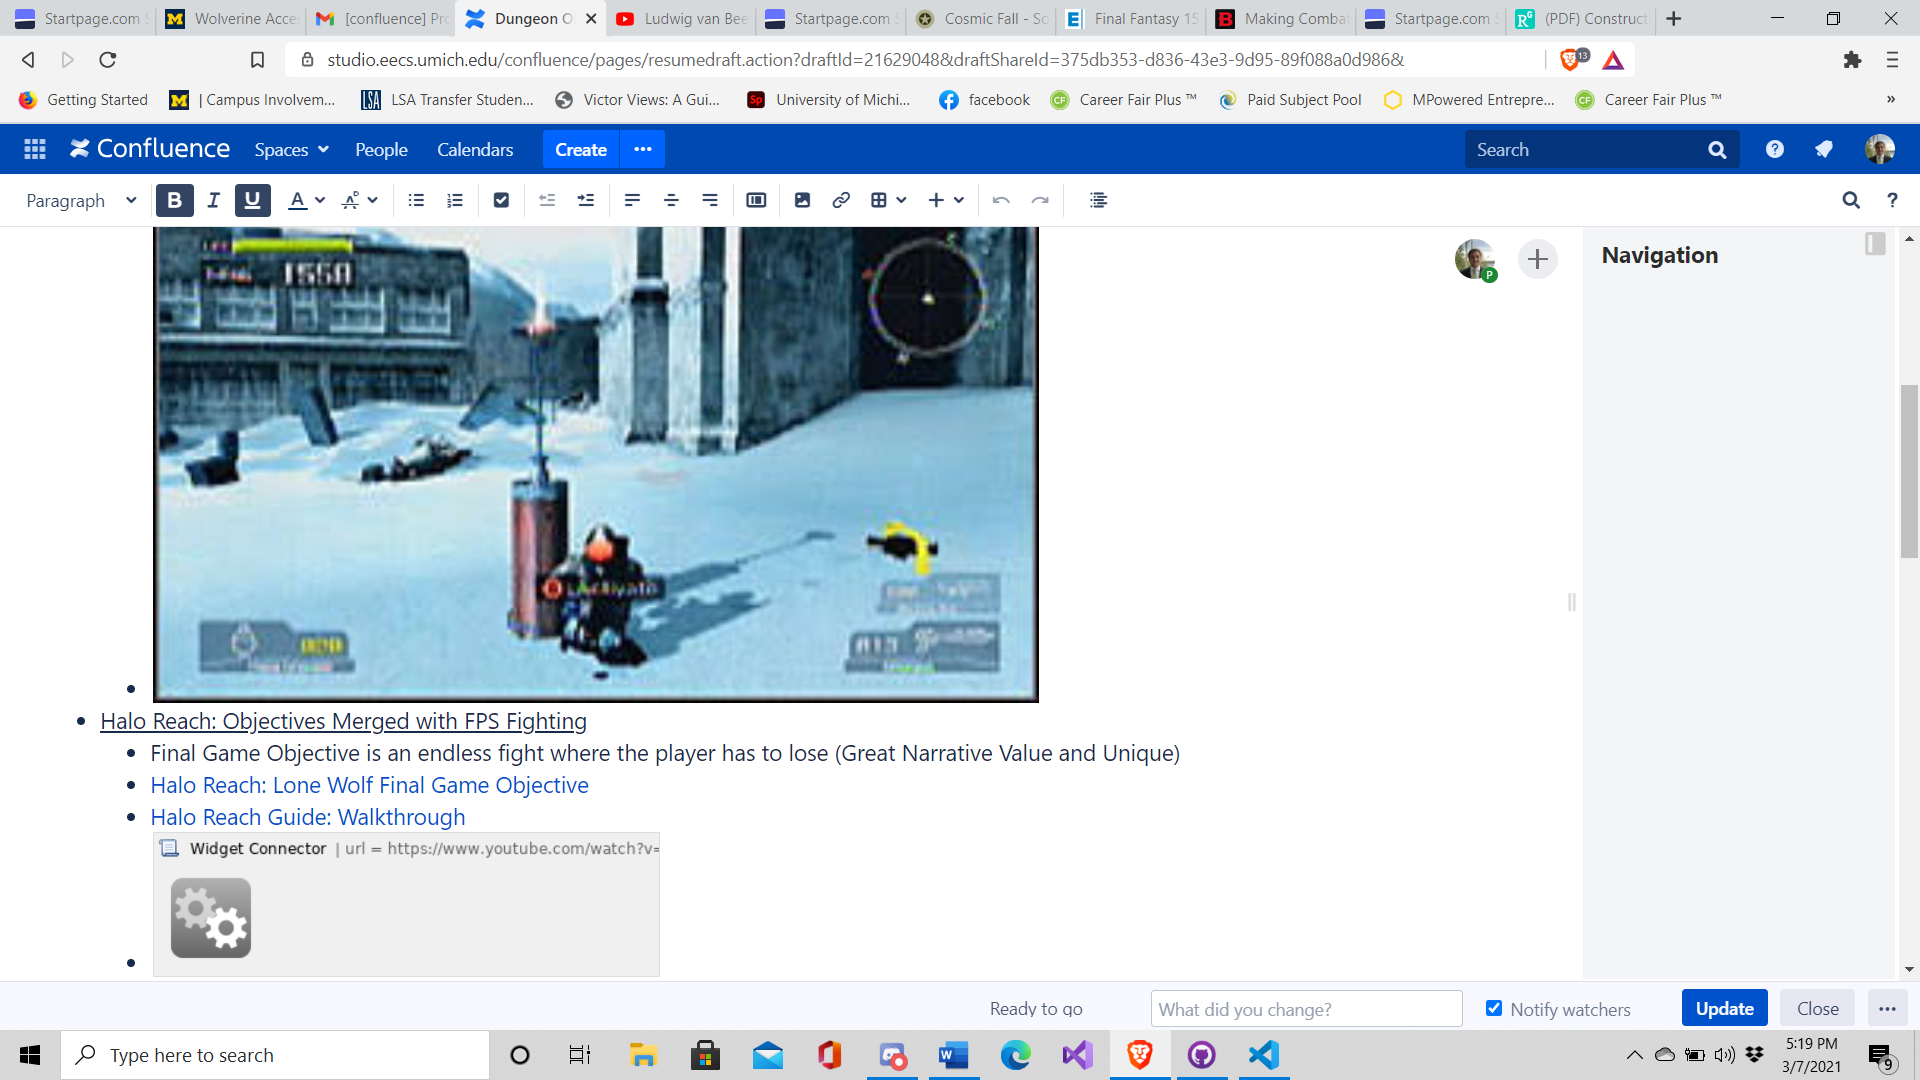 Startpage.com S
Wolverine Acce
[confluence] Pro
Dungeon O
Ludwig van Bee
Startpage.com S
Cosmic Fall - So
Final Fantasy 15
Making Combat
Startpage.com S
(PDF) Construct
studio.eecs.umich.edu/confluence/pages/resumedraft.action?draftId=21629048&draftShareId=375db353-d836-43e3-9d95-89f088a0d986&
13
Getting Started
| Campus Involvem...
LSA Transfer Studen...
Victor Views: A Gui...
University of Michi...
facebook
Career Fair Plus ™
Paid Subject Pool
MPowered Entrepre...
Career Fair Plus ™
»
Confluence
Spaces
People
Calendars
Create
Search
Paragraph
Navigation
1558
Activate
Halo Reach: Objectives Merged with FPS Fighting
Final Game Objective is an endless fight where the player has to lose (Great Narrative Value and Unique)
Halo Reach: Lone Wolf Final Game Objective
Halo Reach Guide: Walkthrough
Widget Connector | url = https://www.youtube.com/watch?v=
Ready to go
What did you change?
Notify watchers
Update
Close
Type here to search
5:19 PM
3/7/2021
9